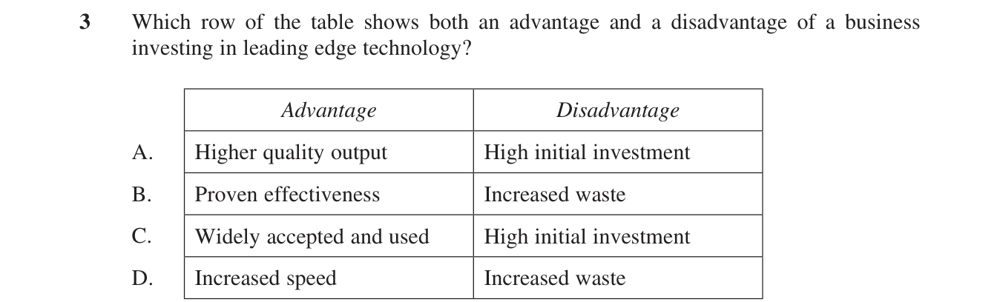 3 Which row of the table shows both an advantage and a disadvantage of a business
investing in leading edge technology?
Advantage Disadvantage
A. Higher quality output High initial investment
B. Proven effectiveness Increased waste
C. Widely accepted and used High initial investment
D. Increased speed Increased waste